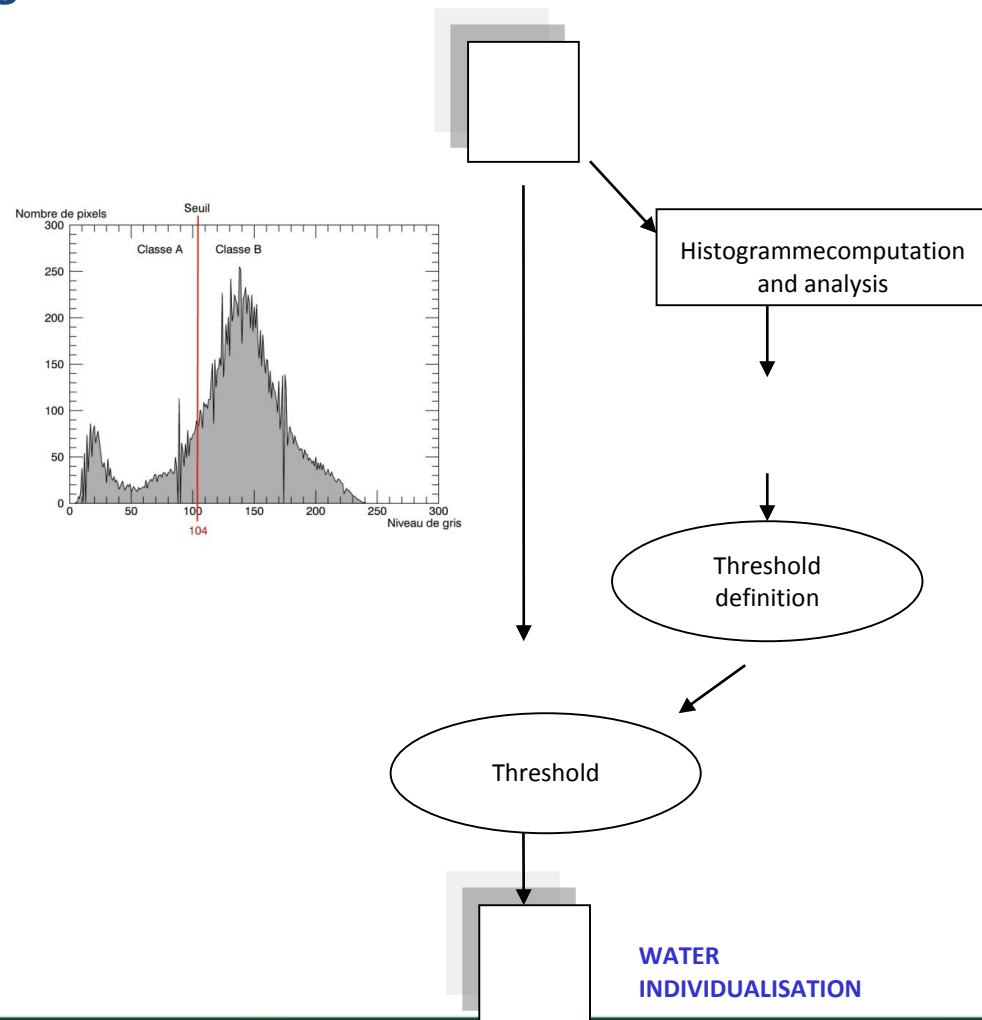 Nombre de pixels
Seuil
300
Classe A
Classe B
250
200
150
100
50
0
0
50
100
150
200
250
300
Niveau de gris
104
Histogrammecomputation
and analysis
Threshold
definition
Threshold
WATER
INDIVIDUALISATION